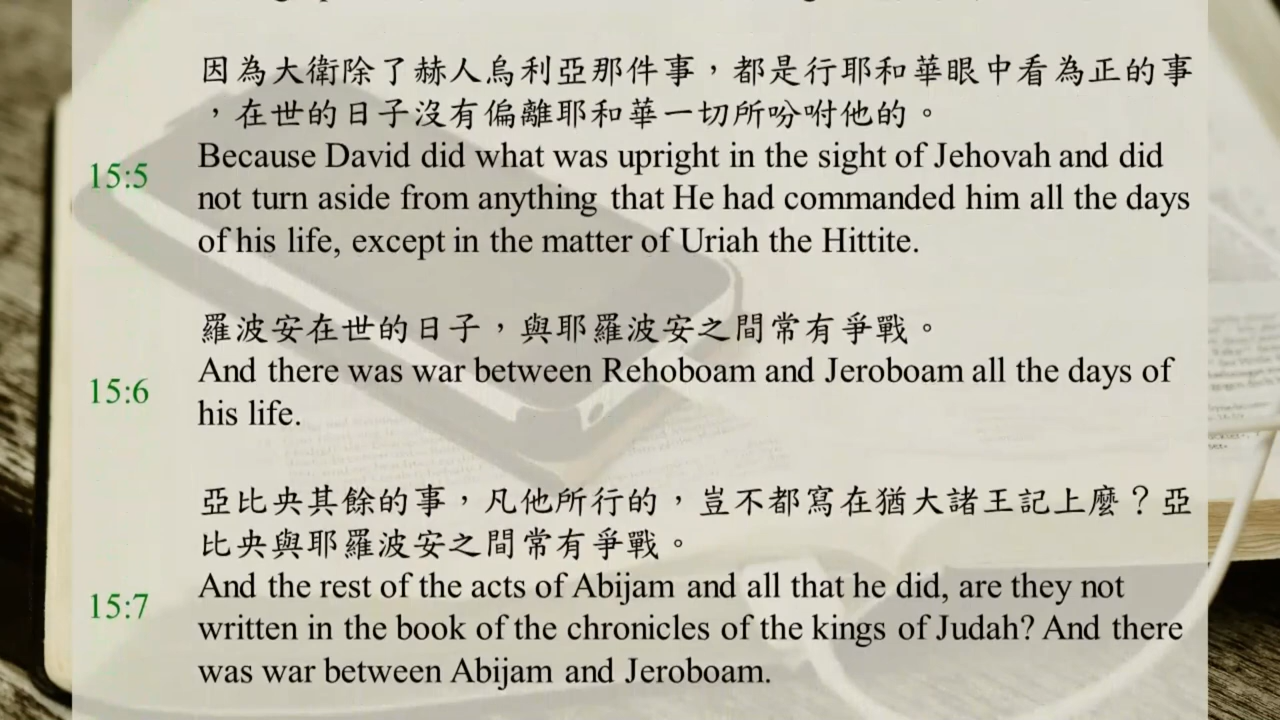 因為大衛除了赫人烏利亞那件事，都是行耶和華眼中看為正的事
，在世的日子沒有偏離耶和華一切所吩咐他的。
15:5
Because David did what was upright in the sight of Jehovah and did
not turn aside from anything that He had commanded him all the days
of his life, except in the matter of Uriah the Hittite.
羅波安在世的日子，與耶羅波安之間常有爭戰。
15:6
And there was war between Rehoboam and Jeroboam all the days of
his life.
亞比央其餘的事，凡他所行的，豈不都寫在猶大諸王記上麼？亞
比央與耶羅波安之間常有爭戰。
15:7
And the rest of the acts of Abijam and all that he did, are they not
written in the book of the chronicles of the kings of Judah? And there
was war between Abijam and Jeroboam.